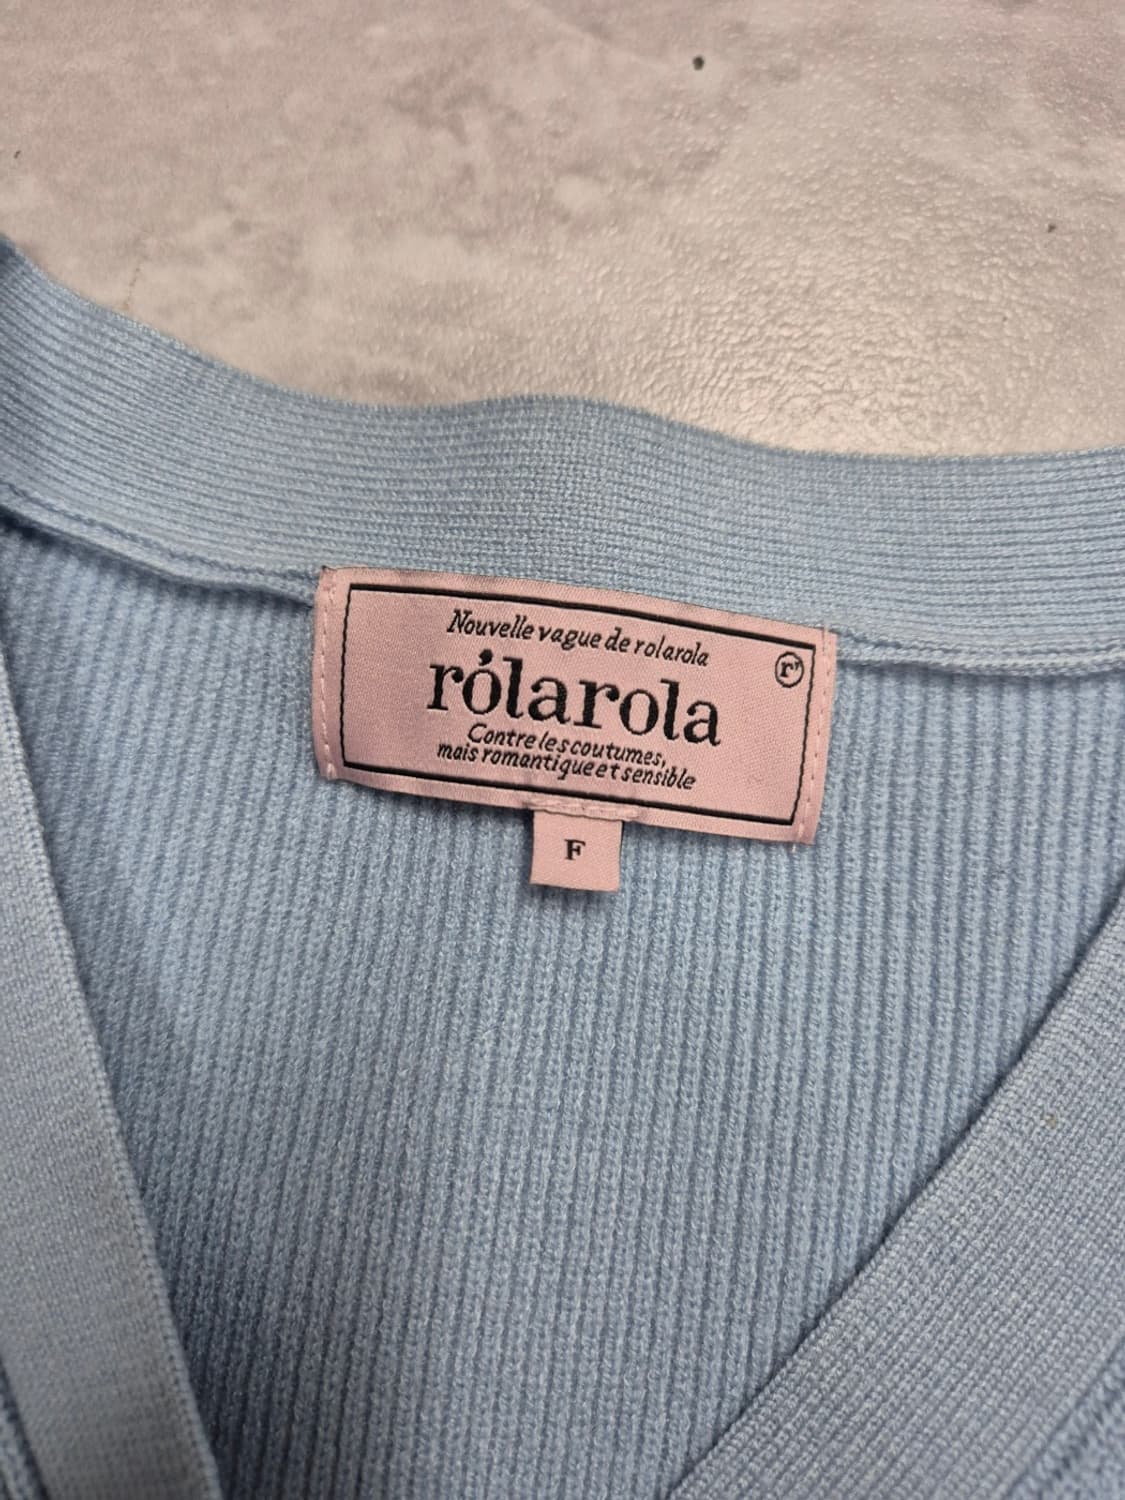 Nouvelle vague de rolarola
rólarola
r'
Contre les coutumes,
mais romantique et sensible
F